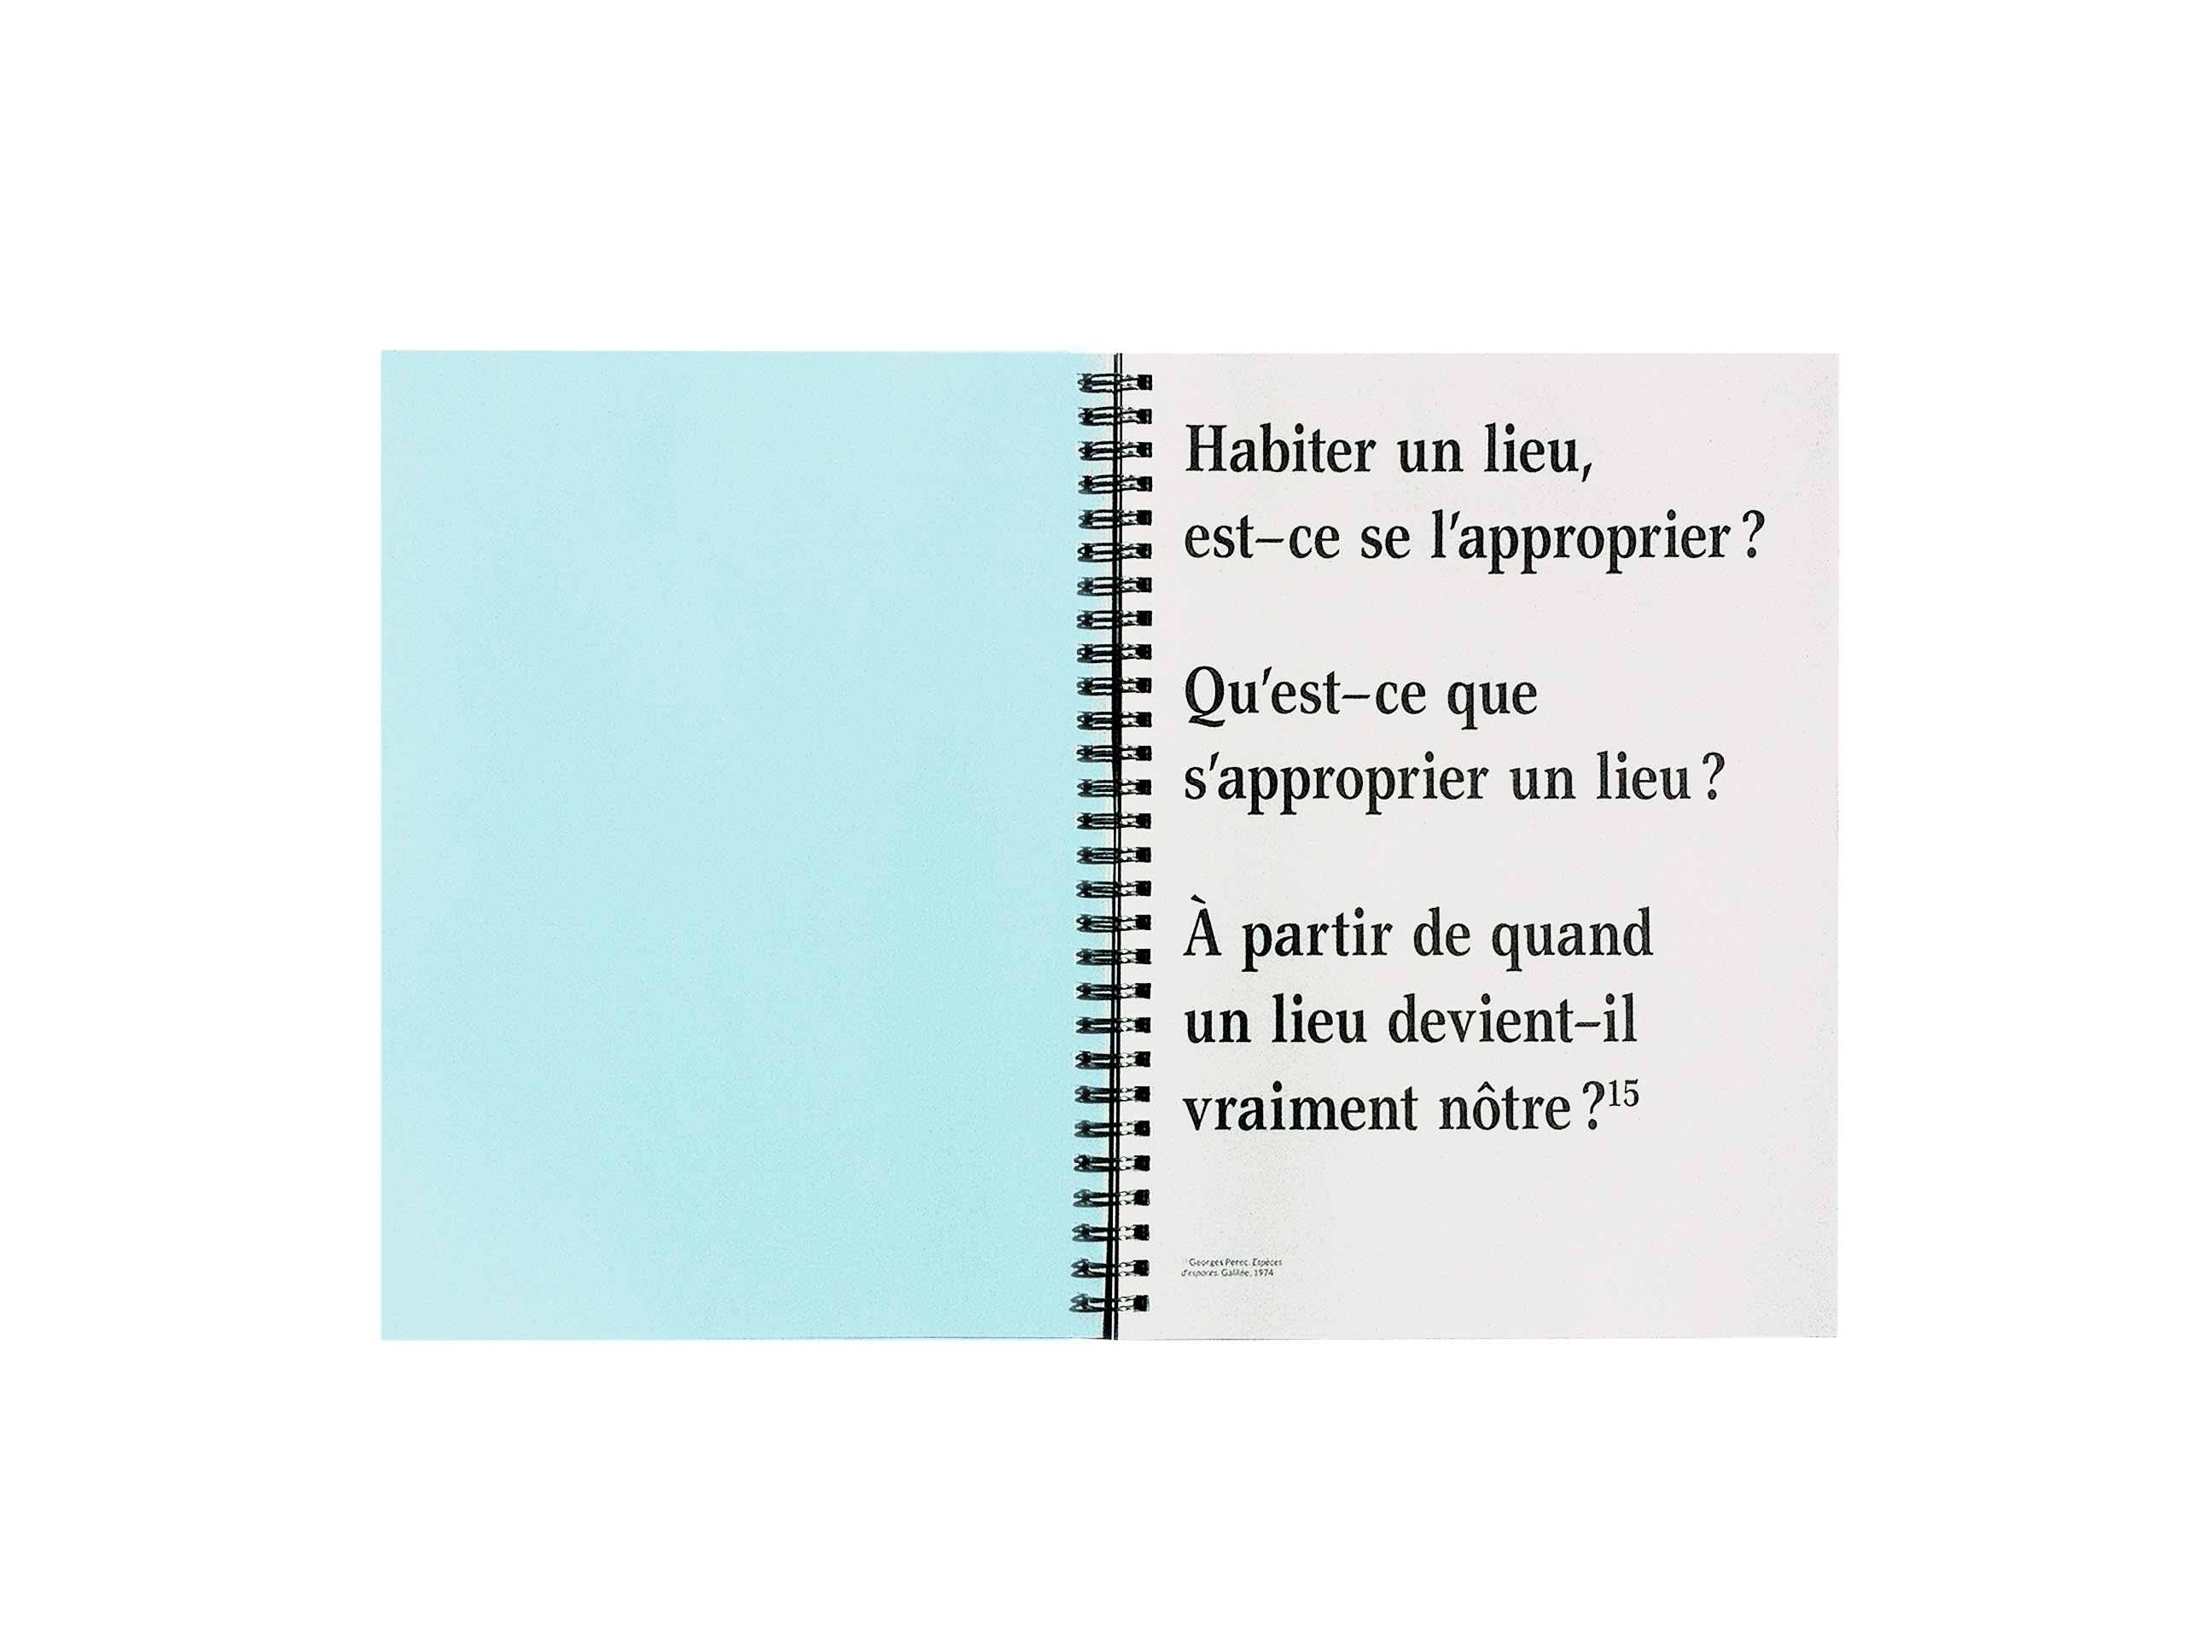 Habiter un lieu,
est–ce se l'approprier ?
Qu'est–ce que
s'approprier un lieu ?
À partir de quand
un lieu devient–il
vraiment nôtre ?¹⁵
¹⁵ Georges Perec, Espèces
d'espaces, Galilée, 1974